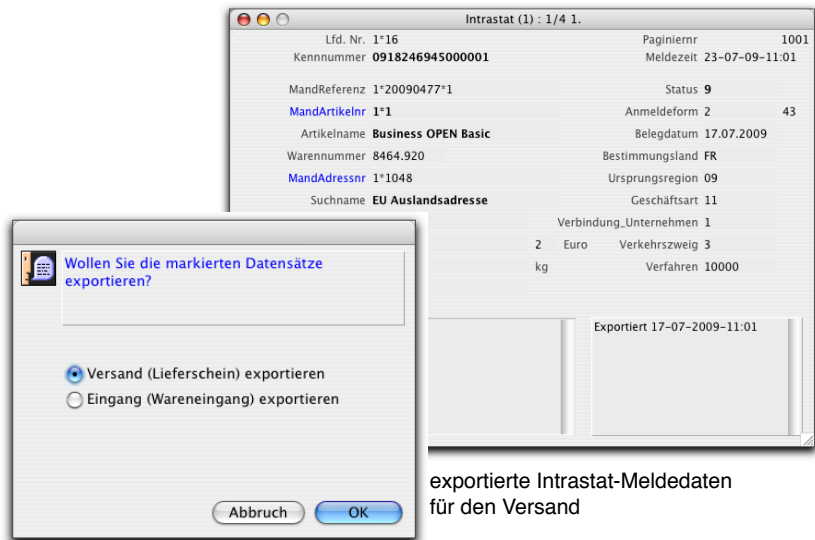 Intrastat (1) : 1/4 1.
Lfd. Nr. 1*16 Paginiernr 1001
Kennnummer 0918246945000001 Meldezeit 23-07-09-11:01
MandReferenz 1*20090477*1 Status 9
MandArtikelnr 1*1 Anmeldeform 2 43
Artikelname Business OPEN Basic Belegdatum 17.07.2009
Warennummer 8464.920 Bestimmungsland FR
MandAdressnr 1*1048 Ursprungsregion 09
Suchname EU Auslandsadresse Geschäftsart 11
Verbindung_Unternehmen 1
2 Euro Verkehrszweig 3
kg Verfahren 10000
Exportiert 17-07-2009-11:01
Wollen Sie die markierten Datensätze
exportieren?
Versand (Lieferschein) exportieren
Eingang (Wareneingang) exportieren
Abbruch OK
exportierte Intrastat-Meldedaten
für den Versand